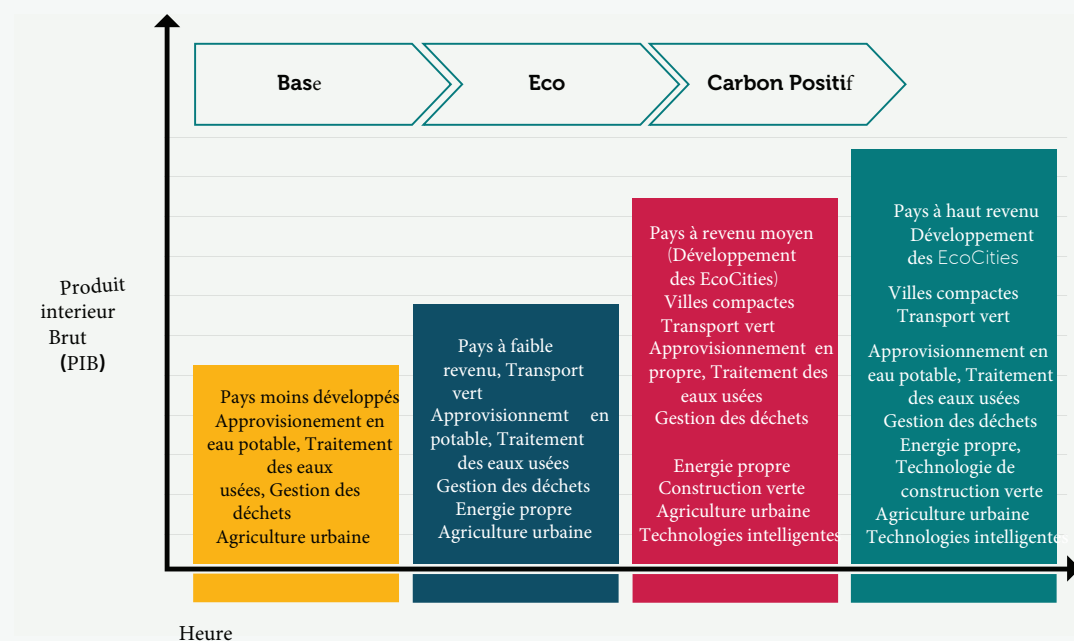 Base
Eco
Carbon Positif
Produit
interieur
Brut
(PIB)
Pays moins développés
Approvisionement en
eau potable, Traitement
des eaux
usées, Gestion des
déchets
Agriculture urbaine
Pays à faible
revenu, Transport
vert
Approvisionnemt en
potable, Traitement
des eaux usées
Gestion des déchets
Energie propre
Agriculture urbaine
Pays à revenu moyen
(Développement
des EcoCities)
Villes compactes
Transport vert
Approvisionnement en
propre, Traitement des
eaux usées
Gestion des déchets
Energie propre
Construction verte
Agriculture urbaine
Technologies intelligentes
Pays à haut revenu
Développement
des EcoCities
Villes compactes
Transport vert
Approvisionnement en
eau potable, Traitement
des eaux usées
Gestion des déchets
Energie propre,
Technologie de
construction verte
Agriculture urbaine
Technologies intelligentes
Heure